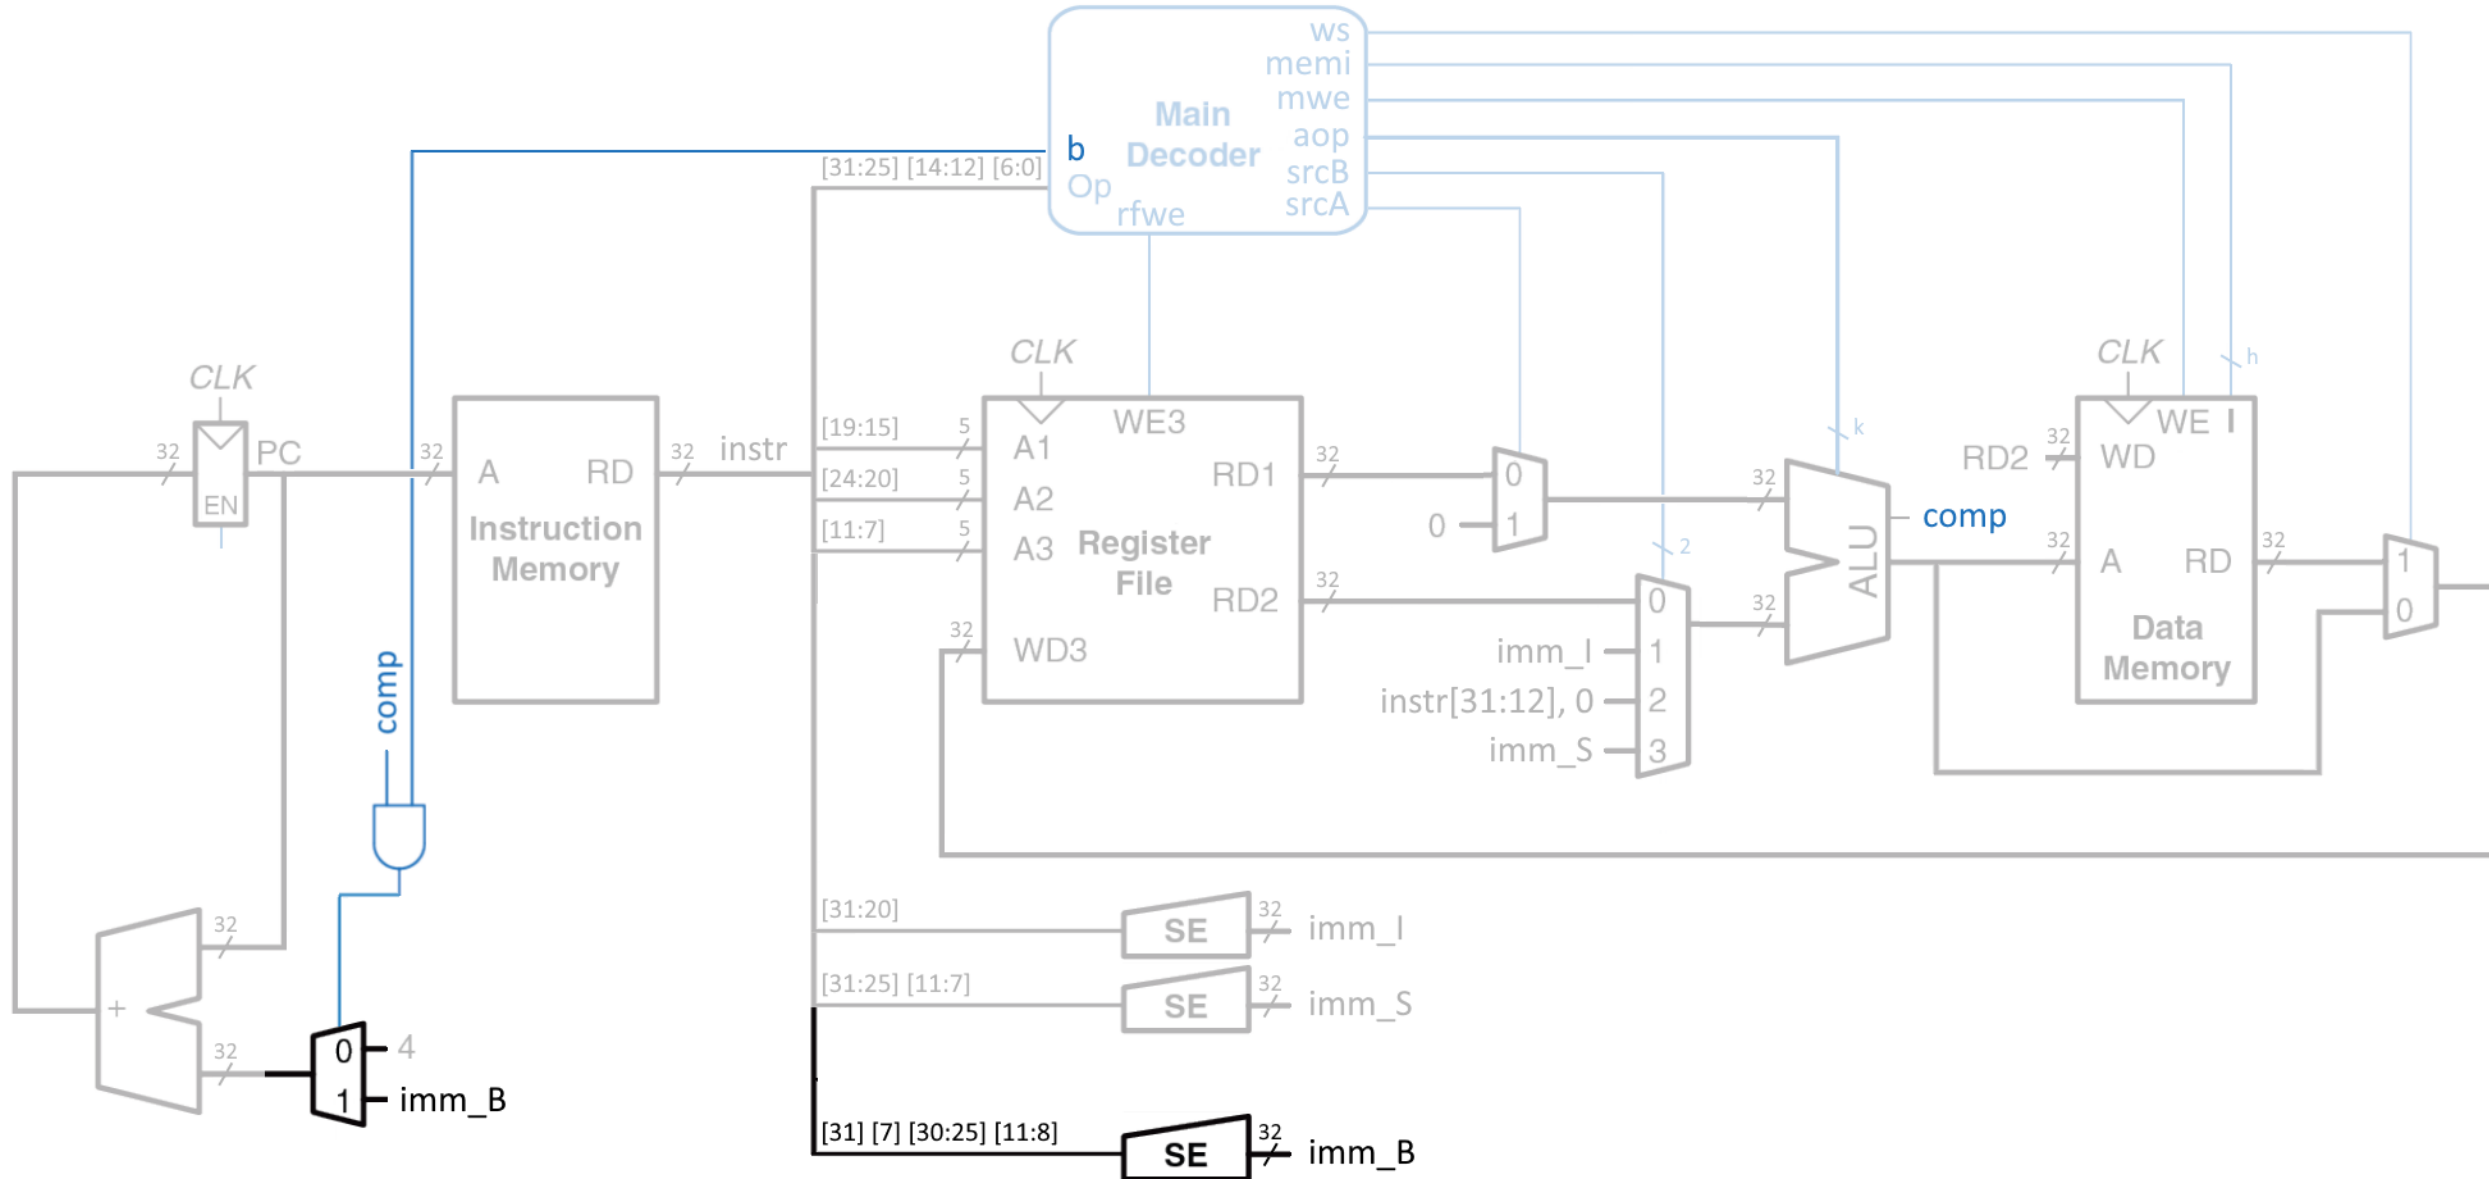 ws
memi
mwe
aop
srcB
srcA
Main
Decoder
b
Op
rfwe
[31:25] [14:12] [6:0]
CLK
32
PC
EN
32
A
RD
Instruction
Memory
32
instr
[19:15]
5
[24:20]
5
[11:7]
5
CLK
WE3
A1
A2
A3
Register
File
RD1
RD2
32
WD3
32
32
0
0
1
2
0
imm_I
1
instr[31:12], 0
2
imm_S
3
k
32
32
ALU
comp
h
CLK
WE I
RD2
32
WD
32
A
RD
Data
Memory
32
1
0
comp
32
+
32
0
4
1
imm_B
[31:20]
SE
32
imm_I
[31:25] [11:7]
SE
32
imm_S
[31] [7] [30:25] [11:8]
SE
32
imm_B